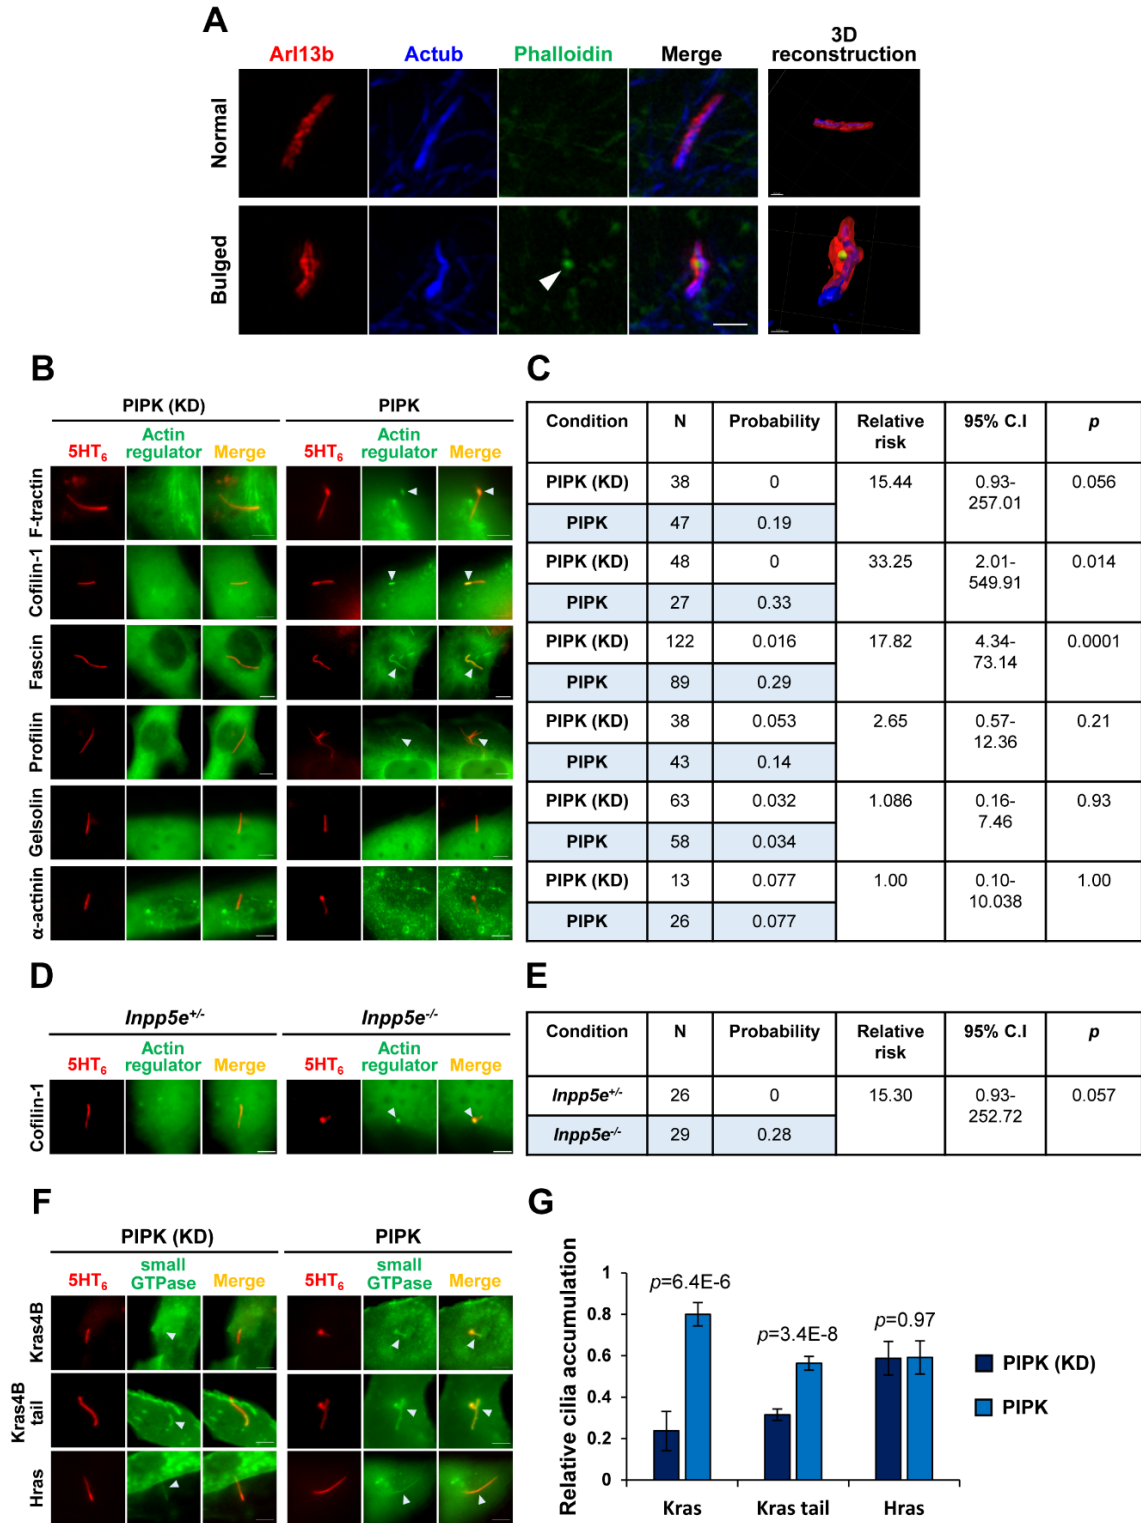 A
Arl13b Actub Phalloidin Merge 3D reconstruction
Normal
Bulged
B
PIPK (KD) PIPK
5HT6 Actin regulator Merge 5HT6 Actin regulator Merge
F-tractin
Cofilin-1
Fascin
Profilin
Gelsolin
α-actinin
C
Condition N Probability Relative risk 95% C.I p
PIPK (KD) 38 0 15.44 0.93-257.01 0.056
PIPK 47 0.19
PIPK (KD) 48 0 33.25 2.01-549.91 0.014
PIPK 27 0.33
PIPK (KD) 122 0.016 17.82 4.34-73.14 0.0001
PIPK 89 0.29
PIPK (KD) 38 0.053 2.65 0.57-12.36 0.21
PIPK 43 0.14
PIPK (KD) 63 0.032 1.086 0.16-7.46 0.93
PIPK 58 0.034
PIPK (KD) 13 0.077 1.00 0.10-10.038 1.00
PIPK 26 0.077
D
Inpp5e+/- Inpp5e-/-
5HT6 Actin regulator Merge 5HT6 Actin regulator Merge
Cofilin-1
E
Condition N Probability Relative risk 95% C.I p
Inpp5e+/- 26 0 15.30 0.93-252.72 0.057
Inpp5e-/- 29 0.28
F
PIPK (KD) PIPK
5HT6 small GTPase Merge 5HT6 small GTPase Merge
Kras4B
Kras4B tail
Hras
G
Relative cilia accumulation
1
0.8
0.6
0.4
0.2
0
p=6.4E-6
p=3.4E-8
p=0.97
Kras Kras tail Hras
PIPK (KD)
PIPK